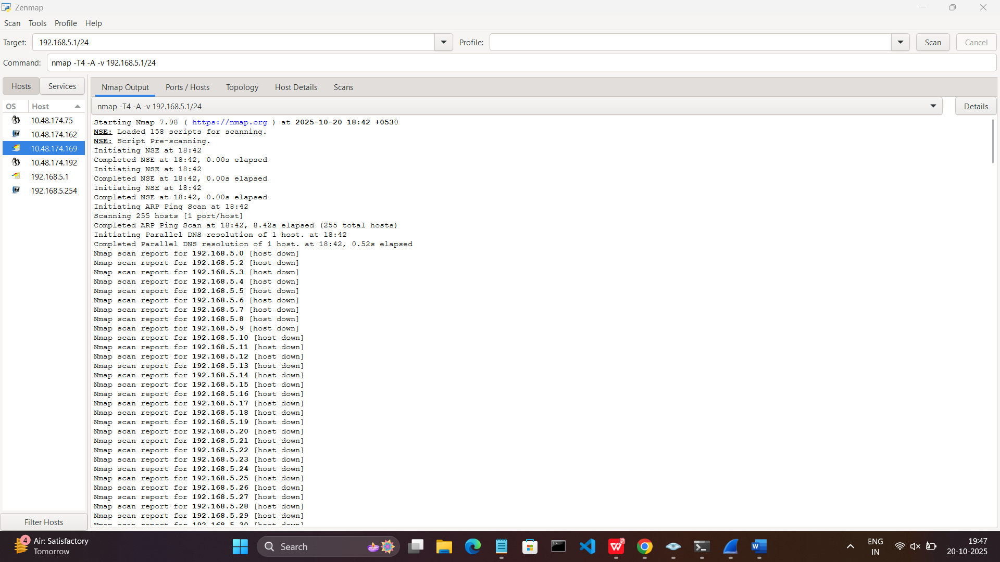 Zenmap
Scan Tools Profile Help
Target: 192.168.5.1/24 Profile: Scan Cancel
Command: nmap -T4 -A -v 192.168.5.1/24
Hosts Services
Nmap Output Ports / Hosts Topology Host Details Scans
OS Host
nmap -T4 -A -v 192.168.5.1/24 Details
10.48.174.75
10.48.174.162
10.48.174.169
10.48.174.192
192.168.5.1
192.168.5.254
Filter Hosts
Starting Nmap 7.98 ( https://nmap.org ) at 2025-10-20 18:42 +0530
NSE: Loaded 158 scripts for scanning.
NSE: Script Pre-scanning.
Initiating NSE at 18:42
Completed NSE at 18:42, 0.00s elapsed
Initiating NSE at 18:42
Completed NSE at 18:42, 0.00s elapsed
Initiating NSE at 18:42
Completed NSE at 18:42, 0.00s elapsed
Initiating ARP Ping Scan at 18:42
Scanning 255 hosts [1 port/host]
Completed ARP Ping Scan at 18:42, 8.42s elapsed (255 total hosts)
Initiating Parallel DNS resolution of 1 host. at 18:42
Completed Parallel DNS resolution of 1 host. at 18:42, 0.52s elapsed
Nmap scan report for 192.168.5.0 [host down]
Nmap scan report for 192.168.5.2 [host down]
Nmap scan report for 192.168.5.3 [host down]
Nmap scan report for 192.168.5.4 [host down]
Nmap scan report for 192.168.5.5 [host down]
Nmap scan report for 192.168.5.6 [host down]
Nmap scan report for 192.168.5.7 [host down]
Nmap scan report for 192.168.5.8 [host down]
Nmap scan report for 192.168.5.9 [host down]
Nmap scan report for 192.168.5.10 [host down]
Nmap scan report for 192.168.5.11 [host down]
Nmap scan report for 192.168.5.12 [host down]
Nmap scan report for 192.168.5.13 [host down]
Nmap scan report for 192.168.5.14 [host down]
Nmap scan report for 192.168.5.15 [host down]
Nmap scan report for 192.168.5.16 [host down]
Nmap scan report for 192.168.5.17 [host down]
Nmap scan report for 192.168.5.18 [host down]
Nmap scan report for 192.168.5.19 [host down]
Nmap scan report for 192.168.5.20 [host down]
Nmap scan report for 192.168.5.21 [host down]
Nmap scan report for 192.168.5.22 [host down]
Nmap scan report for 192.168.5.23 [host down]
Nmap scan report for 192.168.5.24 [host down]
Nmap scan report for 192.168.5.25 [host down]
Nmap scan report for 192.168.5.26 [host down]
Nmap scan report for 192.168.5.27 [host down]
Nmap scan report for 192.168.5.28 [host down]
Nmap scan report for 192.168.5.29 [host down]
Nmap scan report for 192.168.5.30 [host down]
4
Air: Satisfactory
Tomorrow
Search
ENG
IN
19:47
20-10-2025